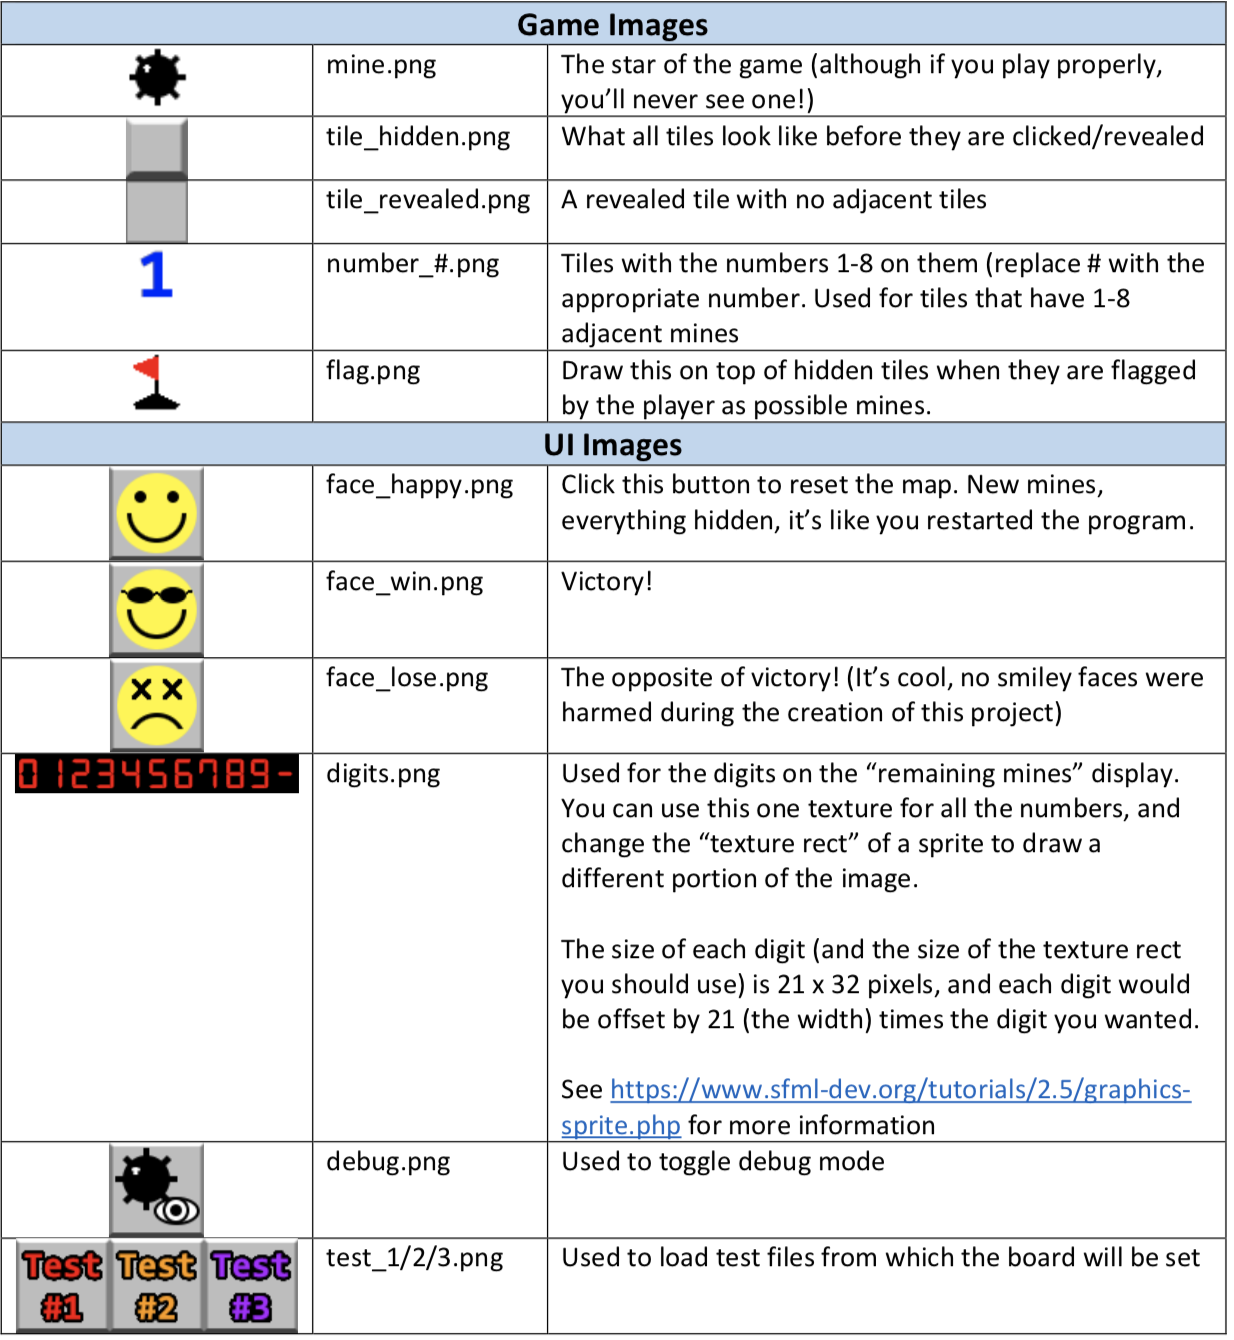 Game Images
mine.png
The star of the game (although if you play properly,
you’ll never see one!)
tile_hidden.png
What all tiles look like before they are clicked/revealed
tile_revealed.png
A revealed tile with no adjacent tiles
1
number_#.png
Tiles with the numbers 1-8 on them (replace # with the
appropriate number. Used for tiles that have 1-8
adjacent mines
flag.png
Draw this on top of hidden tiles when they are flagged
by the player as possible mines.
UI Images
face_happy.png
Click this button to reset the map. New mines,
everything hidden, it’s like you restarted the program.
face_win.png
Victory!
face_lose.png
The opposite of victory! (It’s cool, no smiley faces were
harmed during the creation of this project)
0123456789-
digits.png
Used for the digits on the “remaining mines” display.
You can use this one texture for all the numbers, and
change the “texture rect” of a sprite to draw a
different portion of the image.
The size of each digit (and the size of the texture rect
you should use) is 21 x 32 pixels, and each digit would
be offset by 21 (the width) times the digit you wanted.
See https://www.sfml-dev.org/tutorials/2.5/graphics-
sprite.php for more information
debug.png
Used to toggle debug mode
Test #1
Test #2
Test #3
test_1/2/3.png
Used to load test files from which the board will be set